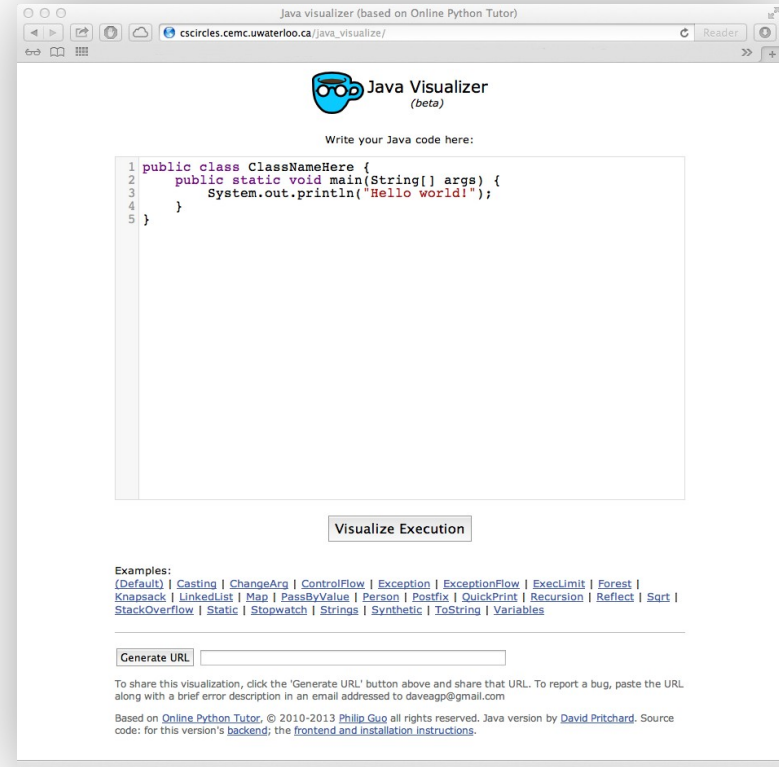 Java visualizer (based on Online Python Tutor)
cscircles.cemc.uwaterloo.ca/java_visualize/
Reader
Java Visualizer
(beta)
Write your Java code here:
1 public class ClassNameHere {
2     public static void main(String[] args) {
3         System.out.println("Hello world!");
4     }
5 }
Visualize Execution
Examples:
(Default) | Casting | ChangeArg | ControlFlow | Exception | ExceptionFlow | ExecLimit | Forest |
Knapsack | LinkedList | Map | PassByValue | Person | Postfix | QuickPrint | Recursion | Reflect | Sqrt |
StackOverflow | Static | Stopwatch | Strings | Synthetic | ToString | Variables
Generate URL
To share this visualization, click the 'Generate URL' button above and share that URL. To report a bug, paste the URL
along with a brief error description in an email addressed to daveagp@gmail.com
Based on Online Python Tutor, © 2010-2013 Philip Guo all rights reserved. Java version by David Pritchard. Source
code: for this version's backend; the frontend and installation instructions.